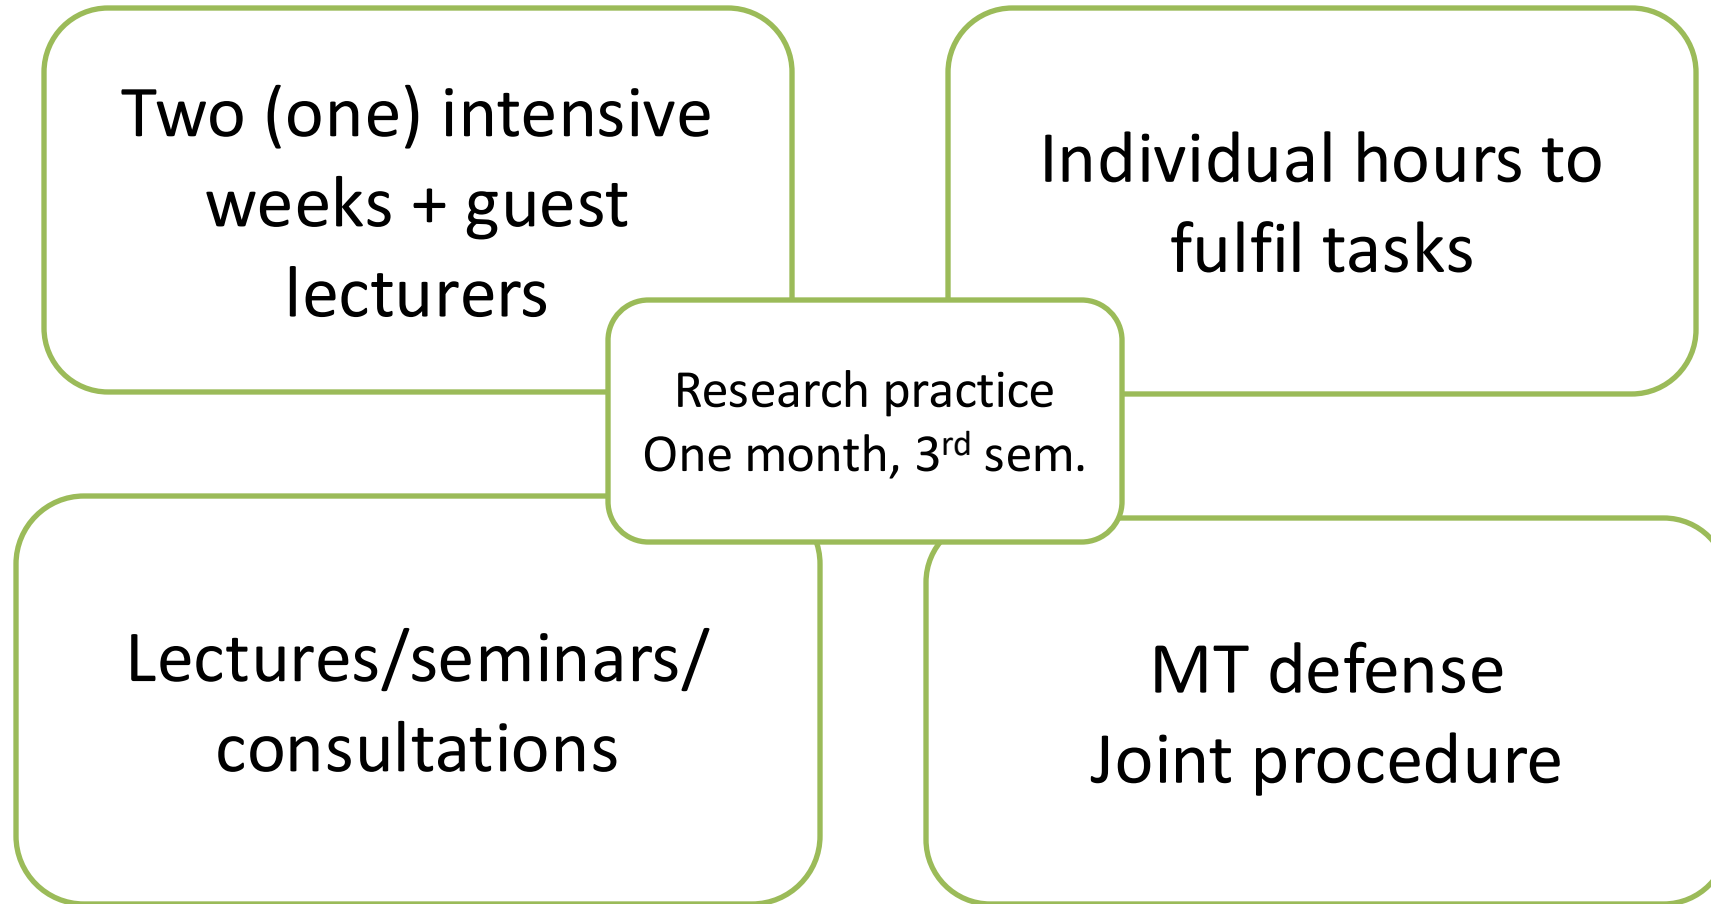 Two (one) intensive
weeks + guest
lecturers
Individual hours to
fulfil tasks
Research practice
One month, 3rd sem.
Lectures/seminars/
consultations
MT defense
Joint procedure